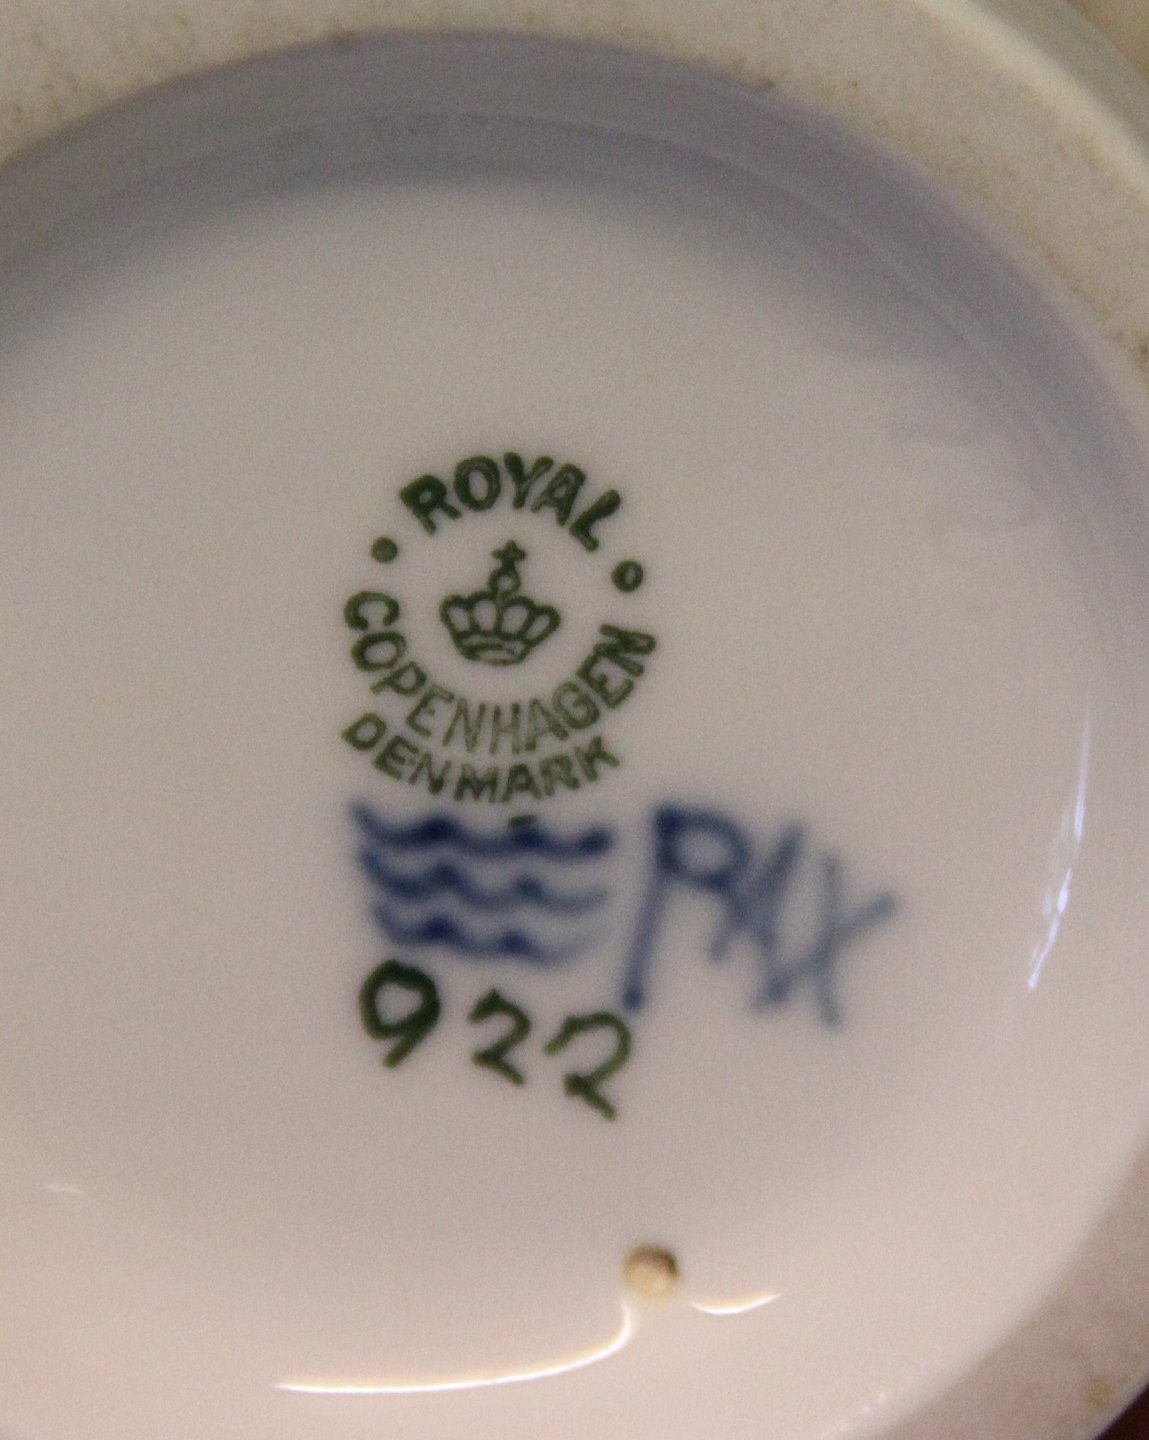 ROYAL
COPENHAGEN
DENMARK
922